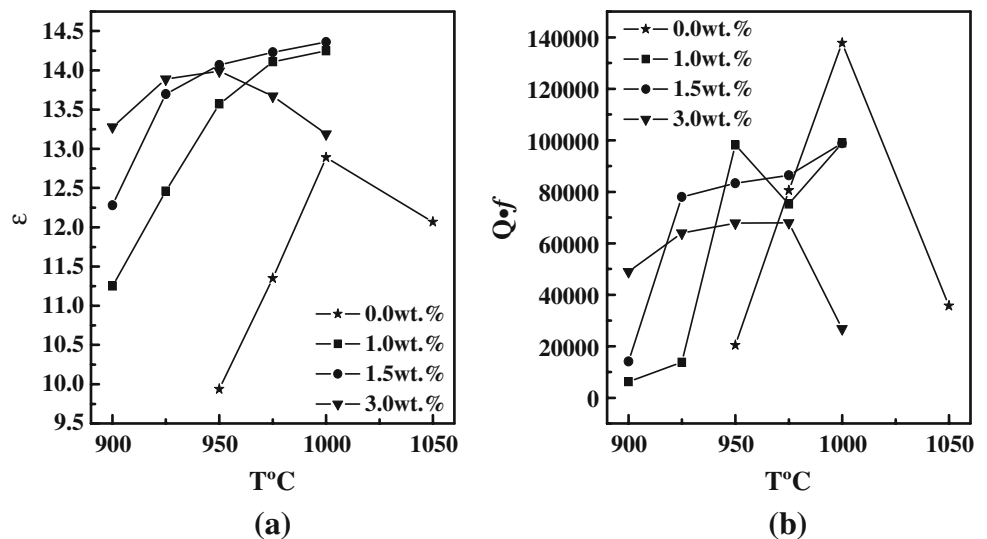 14.5
14.0
13.5
13.0
12.5
12.0
11.5
11.0
10.5
10.0
9.5
ε
0.0wt.%
1.0wt.%
1.5wt.%
3.0wt.%
900
950
1000
1050
TºC
(a)
140000
120000
100000
80000
60000
40000
20000
0
Q•f
0.0wt.%
1.0wt.%
1.5wt.%
3.0wt.%
900
950
1000
1050
TºC
(b)